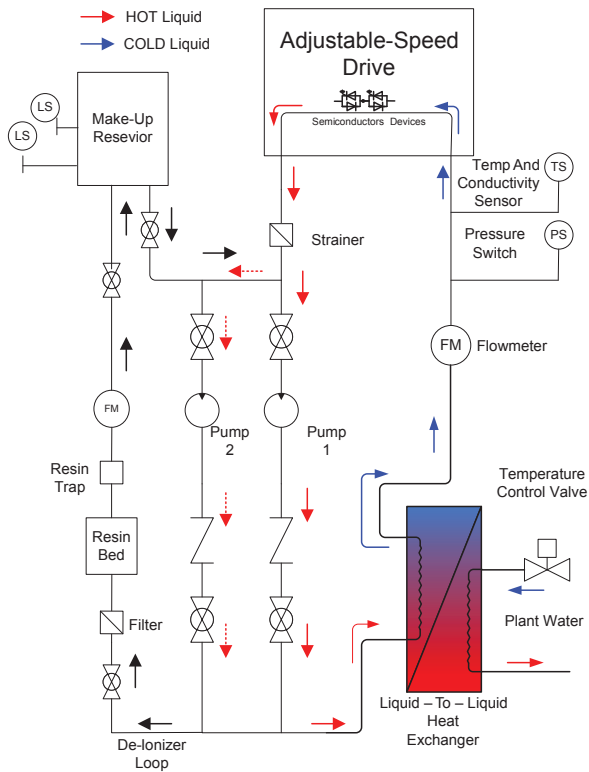 HOT Liquid
COLD Liquid
Adjustable-Speed
Drive
Semiconductors Devices
LS
LS
Make-Up
Resevior
Temp And
Conductivity
Sensor
TS
Strainer
Pressure
Switch
PS
FM
Flowmeter
FM
Pump
2
Pump
1
Resin
Trap
Temperature
Control Valve
Resin
Bed
Filter
Plant Water
Liquid – To – Liquid
Heat
Exchanger
De-Ionizer
Loop